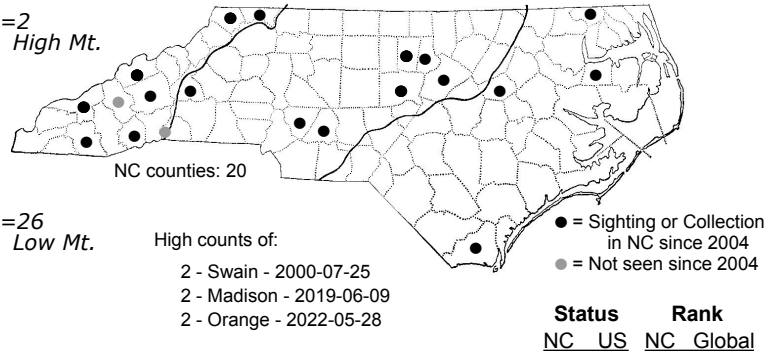 =2
High Mt.
NC counties: 20
=26
Low Mt.
High counts of:
2 - Swain - 2000-07-25
2 - Madison - 2019-06-09
2 - Orange - 2022-05-28
● = Sighting or Collection
in NC since 2004
● = Not seen since 2004
Status Rank
NC US NC Global